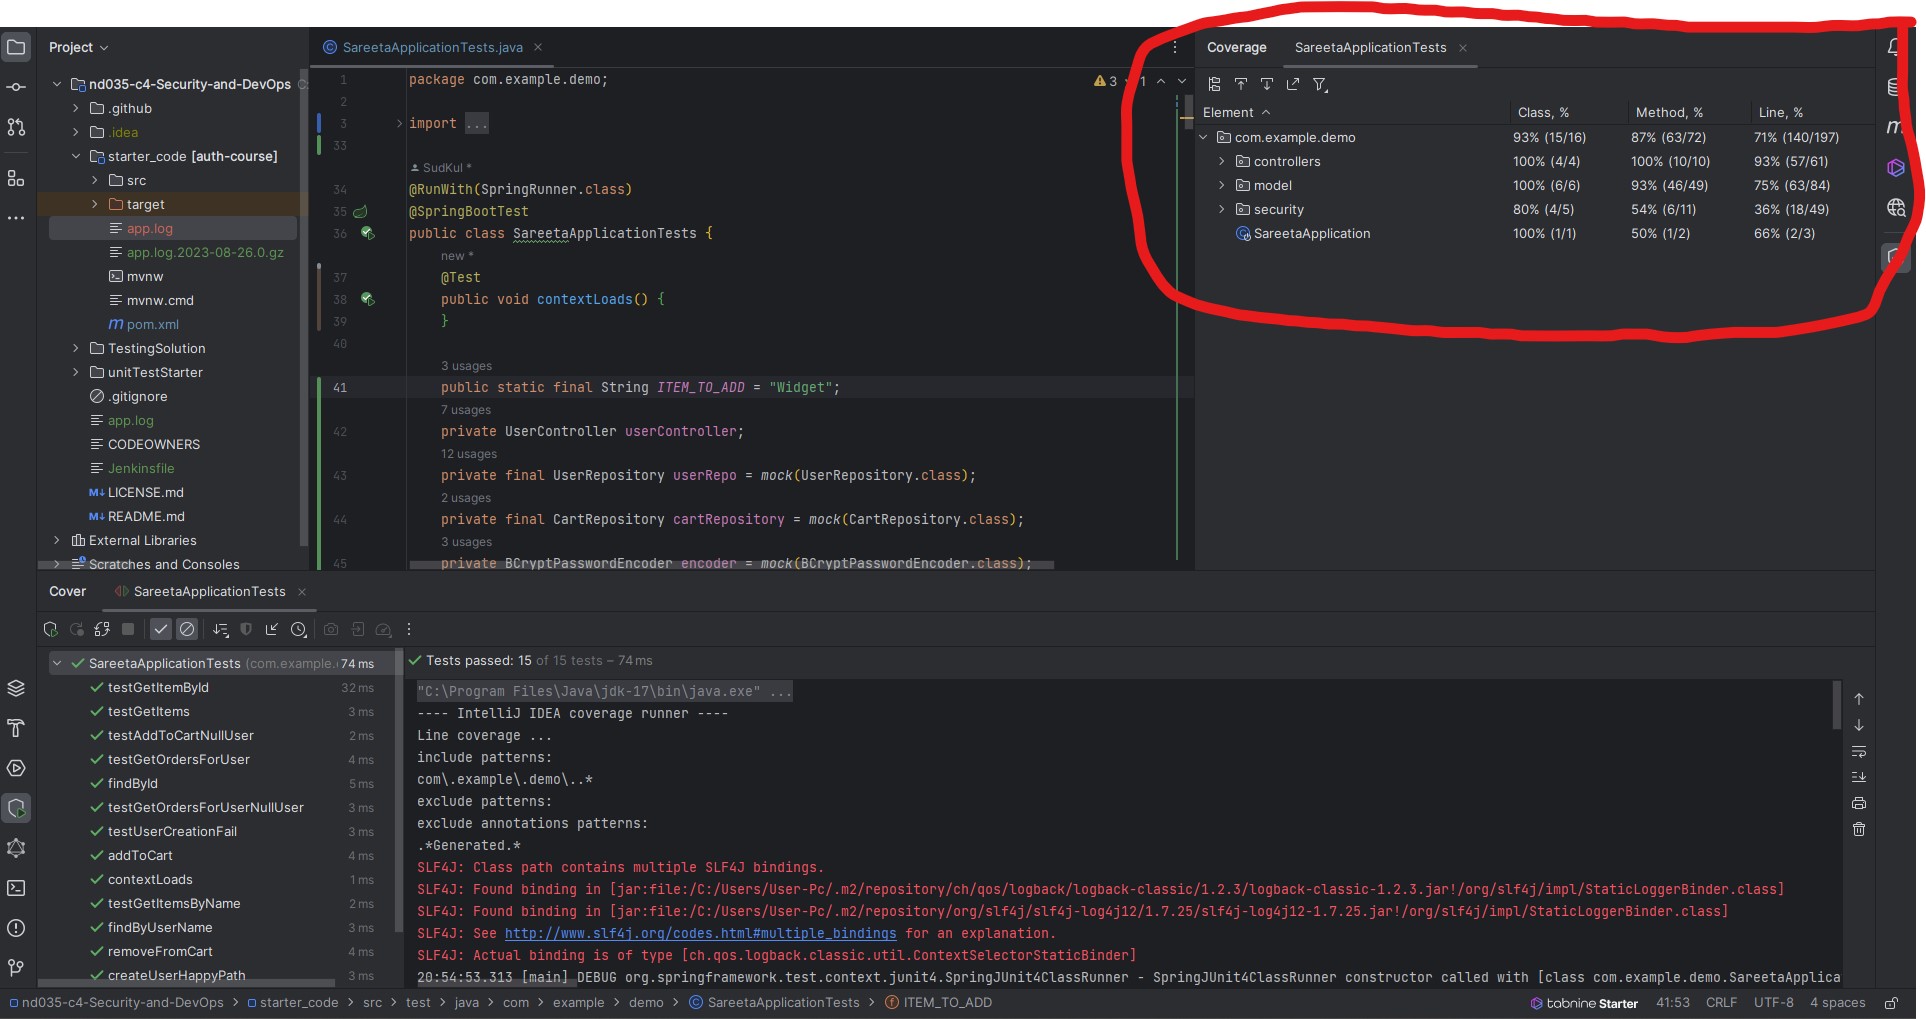 Project
nd035-c4-Security-and-DevOps
.github
.idea
starter_code [auth-course]
src
target
app.log
app.log.2023-08-26.0.gz
mvnw
mvnw.cmd
pom.xml
TestingSolution
unitTestStarter
.gitignore
app.log
CODEOWNERS
Jenkinsfile
M↓ LICENSE.md
M↓ README.md
External Libraries
Scratches and Consoles
SareetaApplicationTests.java
3 1
1 package com.example.demo;
2
3 import ...
33
SudKul *
34 @RunWith(SpringRunner.class)
35 @SpringBootTest
36 public class SareetaApplicationTests {
new *
37 @Test
38 public void contextLoads() {
39 }
40
3 usages
41 public static final String ITEM_TO_ADD = "Widget";
7 usages
42 private UserController userController;
12 usages
43 private final UserRepository userRepo = mock(UserRepository.class);
2 usages
44 private final CartRepository cartRepository = mock(CartRepository.class);
3 usages
45 private BCryptPasswordEncoder encoder = mock(BCryptPasswordEncoder.class);
Coverage SareetaApplicationTests
Element Class, % Method, % Line, %
com.example.demo 93% (15/16) 87% (63/72) 71% (140/197)
controllers 100% (4/4) 100% (10/10) 93% (57/61)
model 100% (6/6) 93% (46/49) 75% (63/84)
security 80% (4/5) 54% (6/11) 36% (18/49)
SareetaApplication 100% (1/1) 50% (1/2) 66% (2/3)
Cover SareetaApplicationTests
SareetaApplicationTests (com.example. 74 ms
testGetItemById 32 ms
testGetItems 3 ms
testAddToCartNullUser 2 ms
testGetOrdersForUser 4 ms
findById 5 ms
testGetOrdersForUserNullUser 3 ms
testUserCreationFail 3 ms
addToCart 4 ms
contextLoads 1 ms
testGetItemsByName 2 ms
findByUserName 3 ms
removeFromCart 4 ms
createUserHappyPath 3 ms
Tests passed: 15 of 15 tests – 74 ms
"C:\Program Files\Java\jdk-17\bin\java.exe" ...
---- IntelliJ IDEA coverage runner ----
Line coverage ...
include patterns:
com\.example\.demo\..*
exclude patterns:
exclude annotations patterns:
.*Generated.*
SLF4J: Class path contains multiple SLF4J bindings.
SLF4J: Found binding in [jar:file:/C:/Users/User-Pc/.m2/repository/ch/qos/logback/logback-classic/1.2.3/logback-classic-1.2.3.jar!/org/slf4j/impl/StaticLoggerBinder.class]
SLF4J: Found binding in [jar:file:/C:/Users/User-Pc/.m2/repository/org/slf4j/slf4j-log4j12/1.7.25/slf4j-log4j12-1.7.25.jar!/org/slf4j/impl/StaticLoggerBinder.class]
SLF4J: See http://www.slf4j.org/codes.html#multiple_bindings for an explanation.
SLF4J: Actual binding is of type [ch.qos.logback.classic.util.ContextSelectorStaticBinder]
20:54:53.313 [main] DEBUG org.springframework.test.context.junit4.SpringJUnit4ClassRunner - SpringJUnit4ClassRunner constructor called with [class com.example.demo.SareetaApplica
nd035-c4-Security-and-DevOps > starter_code > src > test > java > com > example > demo > SareetaApplicationTests > ITEM_TO_ADD
tabnine Starter 41:53 CRLF UTF-8 4 spaces